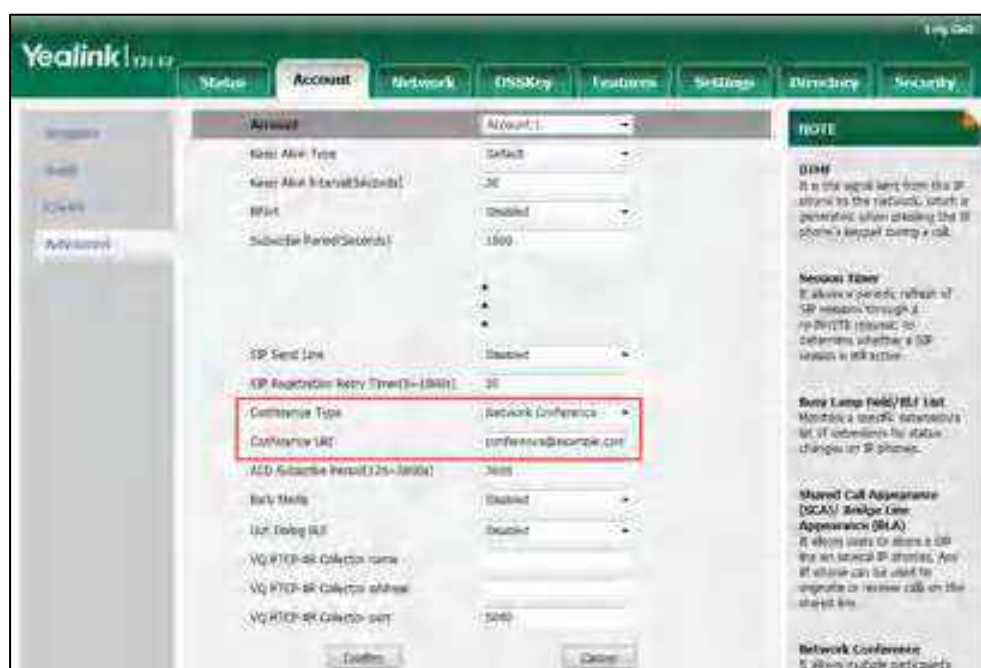 Log Out
Yealink
Status Account Network DSSKey Features Settings Directory Security
Register
Basic
Codec
Advanced
Account Account 1
Keep Alive Type Default
Keep Alive Interval(Seconds) 30
RPort Disabled
Subscribe Period(Seconds) 1800
SIP Send Line Disabled
SIP Registration Retry Timer(0~1800s) 30
Conference Type Network Conference
Conference URI conference@example.com
ACD Subscribe Period(120~3600s) 3600
Early Media Disabled
Disabled
VQ RTCP-XR Collector name
VQ RTCP-XR Collector address
VQ RTCP-XR Collector port 5060
Confirm Cancel
NOTE
DTMF
It is the signal sent from the IP
phone to the network, which is
generated when pressing the IP
phone's keypad during a call.
Session Timer
It allows a periodic refresh of
SIP sessions through a
re-INVITE request, to
determine whether a SIP
session is still active.
Busy Lamp Field/BLF List
Monitors a specific extension/a
list of extensions for status
changes on IP phones.
Shared Call Appearance
(SCA)/ Bridge Line
Appearance (BLA)
It allows users to share a SIP
line on several IP phones. Any
IP phone can be used to
originate or receive calls on the
shared line.
Network Conference
It allows multiple participants